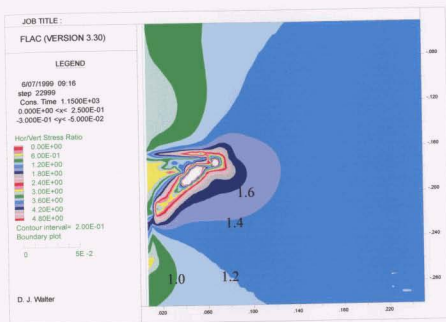 JOB TITLE :
FLAC (VERSION 3.30)
LEGEND
6/07/1999 09:16
step 22999
Cons. Time 1.1500E+03
0.000E+00 <x< 2.500E-01
-3.000E-01 <y< -5.000E-02
Hor/Vert Stress Ratio
0.00E+00
6.00E-01
1.20E+00
1.80E+00
2.40E+00
3.00E+00
3.60E+00
4.20E+00
4.80E+00
Contour interval= 2.00E-01
Boundary plot
0 5E -2
D. J. Walter
1.6
1.4
1.2
1.0
-.080
-.120
-.160
-.200
-.240
-.280
.020 .060 .100 .140 .180 .220